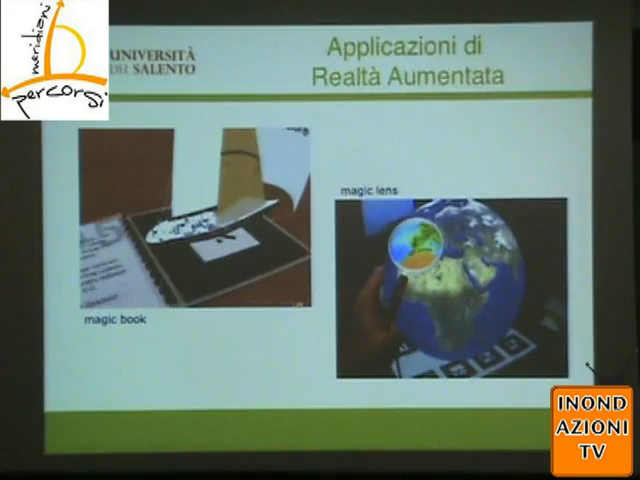 meridiani
percorsi
UNIVERSITÀ
DEL SALENTO
Applicazioni di
Realtà Aumentata
magic lens
magic book
INOND
AZIONI
TV